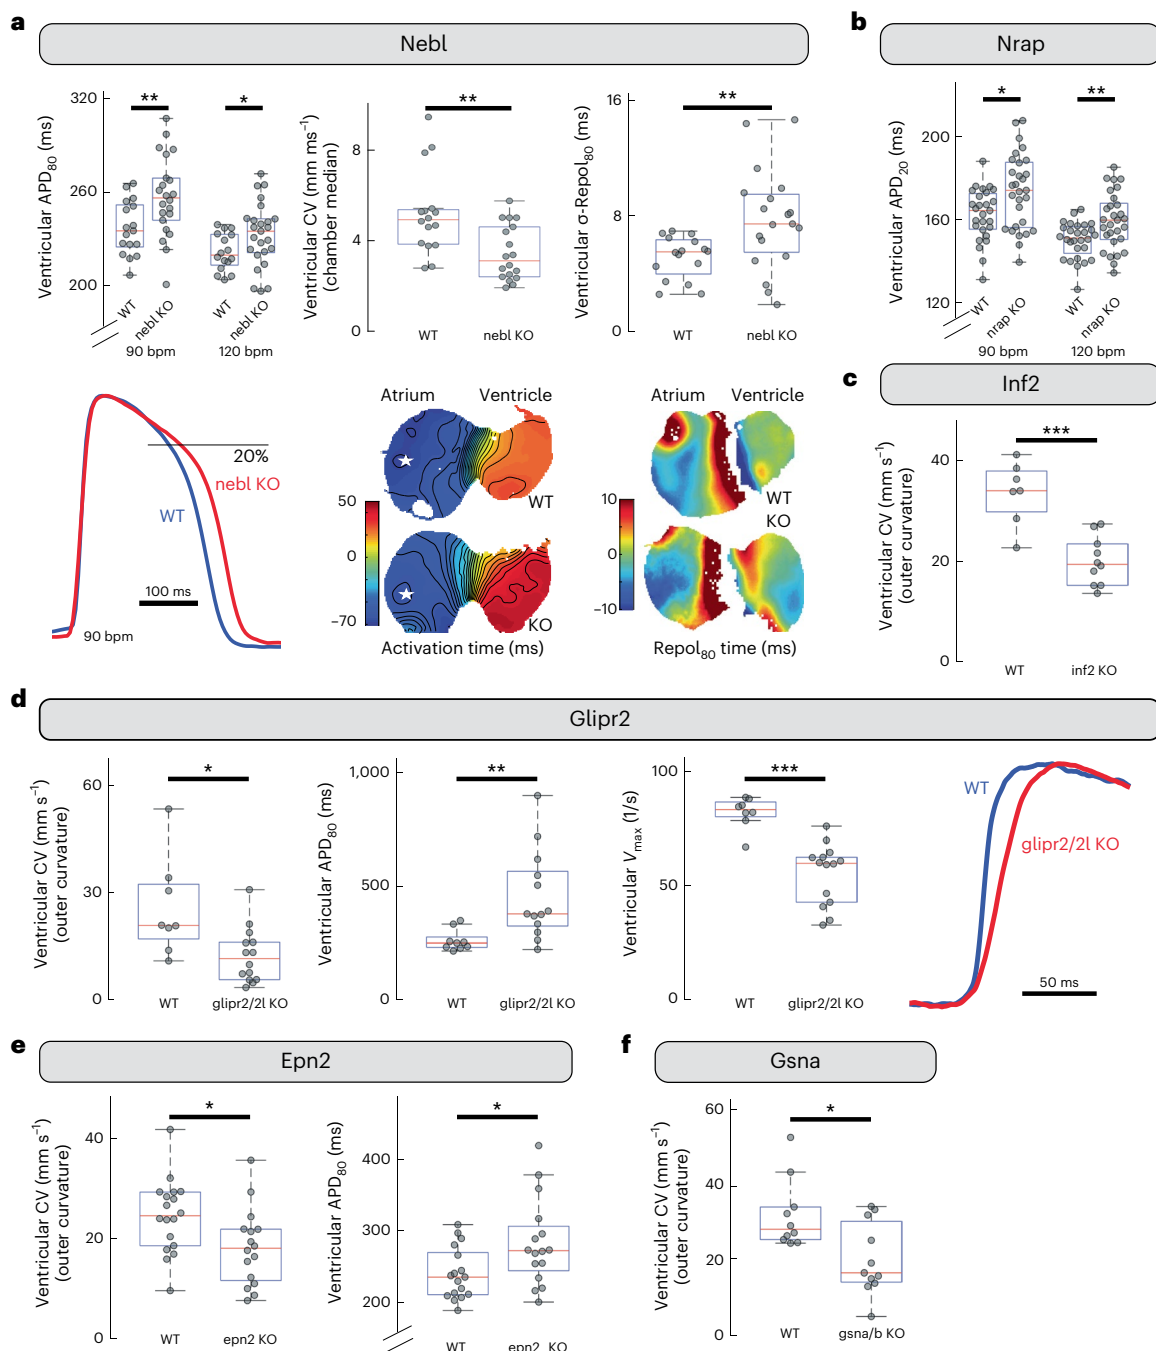 a
Nebl
Ventricular APD80 (ms)
320
260
200
**
*
WT
nebl KO
WT
nebl KO
90 bpm
120 bpm
Ventricular CV (mm ms−1)
(chamber median)
8
4
0
**
WT
nebl KO
Ventricular σ-Repol80 (ms)
16
8
0
**
WT
nebl KO
20%
nebl KO
WT
100 ms
90 bpm
Atrium
Ventricle
WT
50
0
−70
KO
Activation time (ms)
Atrium
Ventricle
WT
KO
10
0
−10
Repol80 time (ms)
b
Nrap
Ventricular APD20 (ms)
200
160
120
*
**
WT
nrap KO
WT
nrap KO
90 bpm
120 bpm
c
Inf2
Ventricular CV (mm s−1)
(outer curvature)
40
20
0
***
WT
inf2 KO
d
Glipr2
Ventricular CV (mm s−1)
(outer curvature)
60
30
0
*
WT
glipr2/2l KO
Ventricular APD80 (ms)
1,000
500
0
**
WT
glipr2/2l KO
Ventricular Vmax (1/s)
100
50
0
***
WT
glipr2/2l KO
WT
glipr2/2l KO
50 ms
e
Epn2
Ventricular CV (mm s−1)
(outer curvature)
40
20
0
*
WT
epn2 KO
Ventricular APD80 (ms)
400
300
200
*
WT
epn2 KO
f
Gsna
Ventricular CV (mm s−1)
(outer curvature)
60
40
20
0
*
WT
gsna/b KO